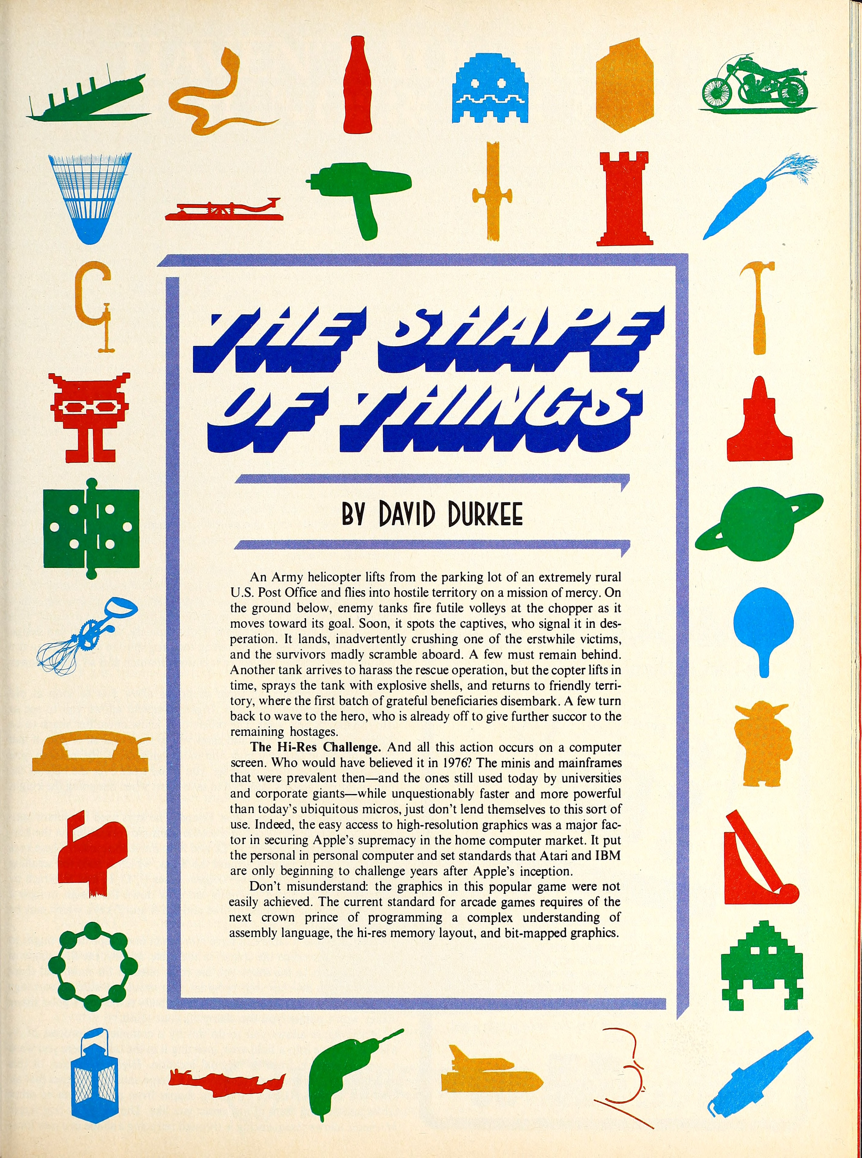 THE SHAPE
OF THINGS
BY DAVID DURKEE
An Army helicopter lifts from the parking lot of an extremely rural
U.S. Post Office and flies into hostile territory on a mission of mercy. On
the ground below, enemy tanks fire futile volleys at the chopper as it
moves toward its goal. Soon, it spots the captives, who signal it in des-
peration. It lands, inadvertently crushing one of the erstwhile victims,
and the survivors madly scramble aboard. A few must remain behind.
Another tank arrives to harass the rescue operation, but the copter lifts in
time, sprays the tank with explosive shells, and returns to friendly terri-
tory, where the first batch of grateful beneficiaries disembark. A few turn
back to wave to the hero, who is already off to give further succor to the
remaining hostages.
The Hi-Res Challenge. And all this action occurs on a computer
screen. Who would have believed it in 1976? The minis and mainframes
that were prevalent then—and the ones still used today by universities
and corporate giants—while unquestionably faster and more powerful
than today's ubiquitous micros, just don't lend themselves to this sort of
use. Indeed, the easy access to high-resolution graphics was a major fac-
tor in securing Apple's supremacy in the home computer market. It put
the personal in personal computer and set standards that Atari and IBM
are only beginning to challenge years after Apple's inception.
Don't misunderstand: the graphics in this popular game were not
easily achieved. The current standard for arcade games requires of the
next crown prince of programming a complex understanding of
assembly language, the hi-res memory layout, and bit-mapped graphics.